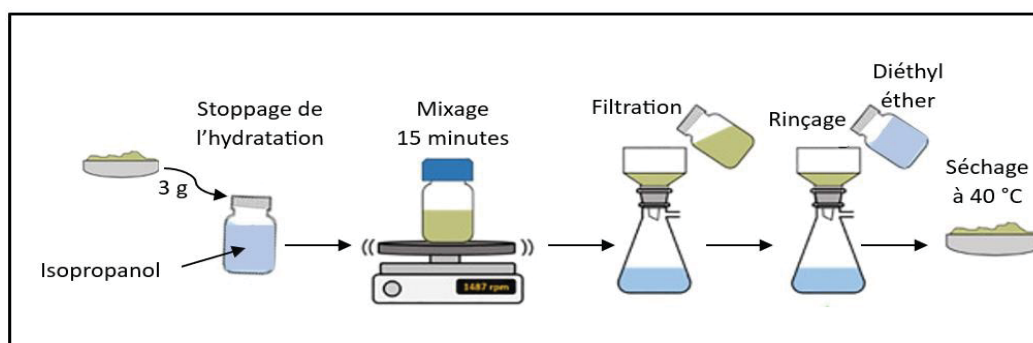 Stoppage de
l'hydratation
3 g
Isopropanol
Mixage
15 minutes
1487 rpm
Filtration
Rinçage
Diéthyl
éther
Séchage
à 40 °C